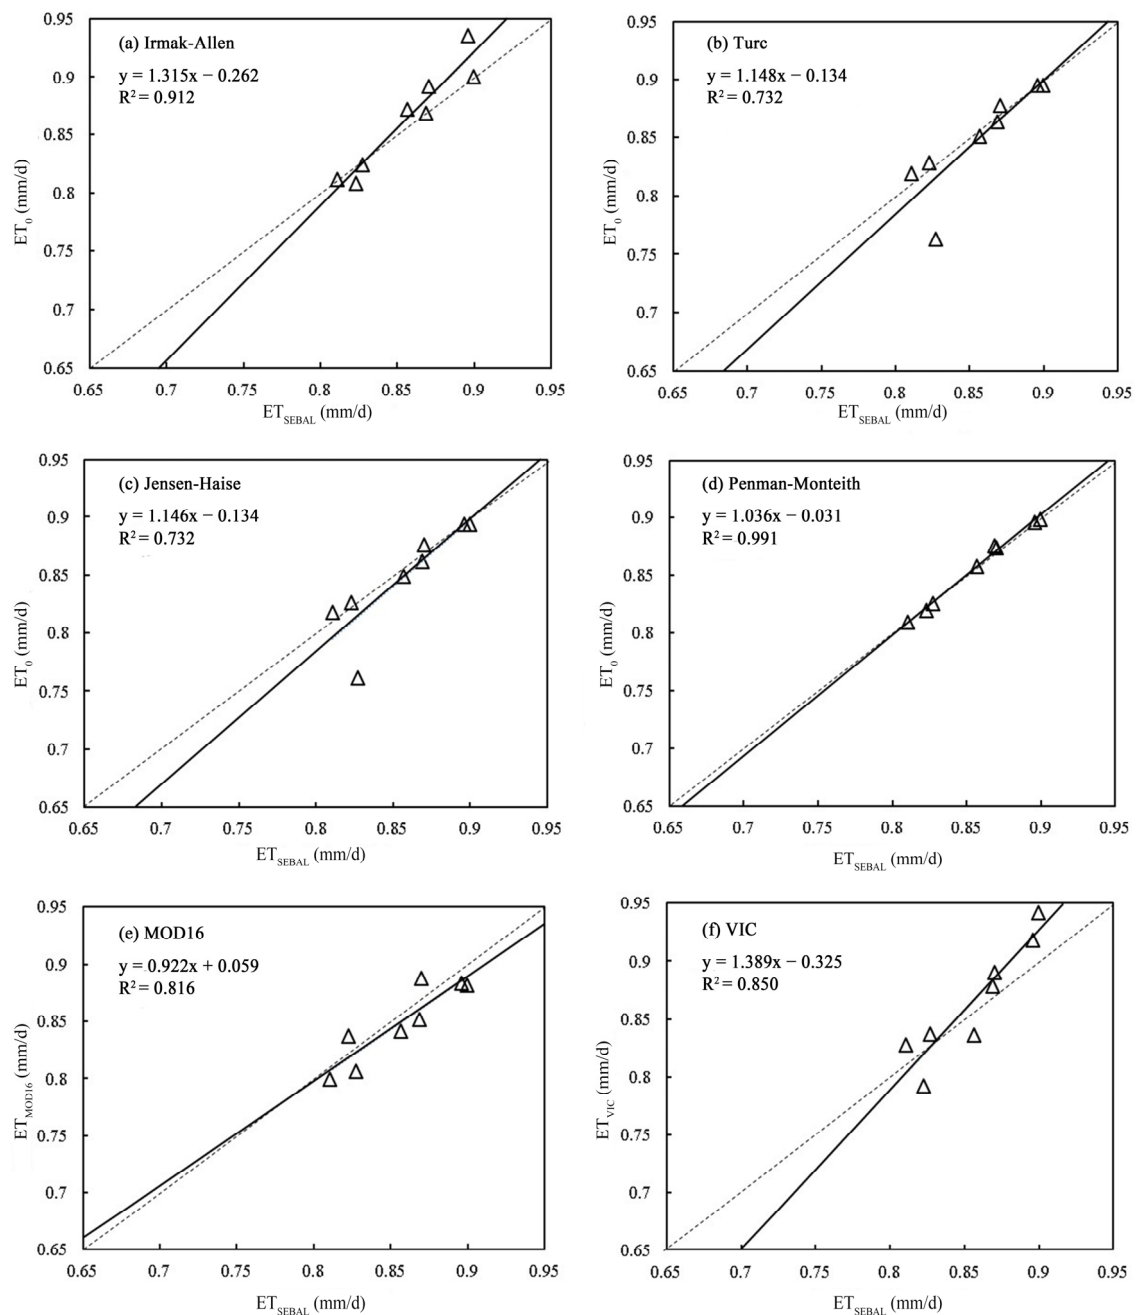 (a) Irmak-Allen
y = 1.315x − 0.262
R² = 0.912
0.95
0.9
0.85
0.8
0.75
0.7
0.65
ET₀ (mm/d)
0.65 0.7 0.8 0.85 0.9 0.95
ET_SEBAL (mm/d)
(b) Turc
y = 1.148x − 0.134
R² = 0.732
0.95
0.9
0.85
0.8
0.75
0.7
0.65
ET₀ (mm/d)
0.65 0.7 0.75 0.8 0.85 0.9 0.95
ET_SEBAL (mm/d)
(c) Jensen-Haise
y = 1.146x − 0.134
R² = 0.732
0.95
0.9
0.85
0.8
0.75
0.7
0.65
ET₀ (mm/d)
0.65 0.7 0.75 0.8 0.85 0.9 0.95
ET_SEBAL (mm/d)
(d) Penman-Monteith
y = 1.036x − 0.031
R² = 0.991
0.95
0.9
0.85
0.8
0.75
0.7
0.65
ET₀ (mm/d)
0.65 0.7 0.8 0.85 0.9 0.95
ET_SEBAL (mm/d)
(e) MOD16
y = 0.922x + 0.059
R² = 0.816
0.95
0.9
0.85
0.8
0.75
0.7
0.65
ET_MOD16 (mm/d)
0.65 0.7 0.75 0.8 0.85 0.9 0.95
ET_SEBAL (mm/d)
(f) VIC
y = 1.389x − 0.325
R² = 0.850
0.95
0.9
0.85
0.8
0.75
0.7
0.65
ET_VIC (mm/d)
0.65 0.7 0.75 0.8 0.85 0.9 0.95
ET_SEBAL (mm/d)